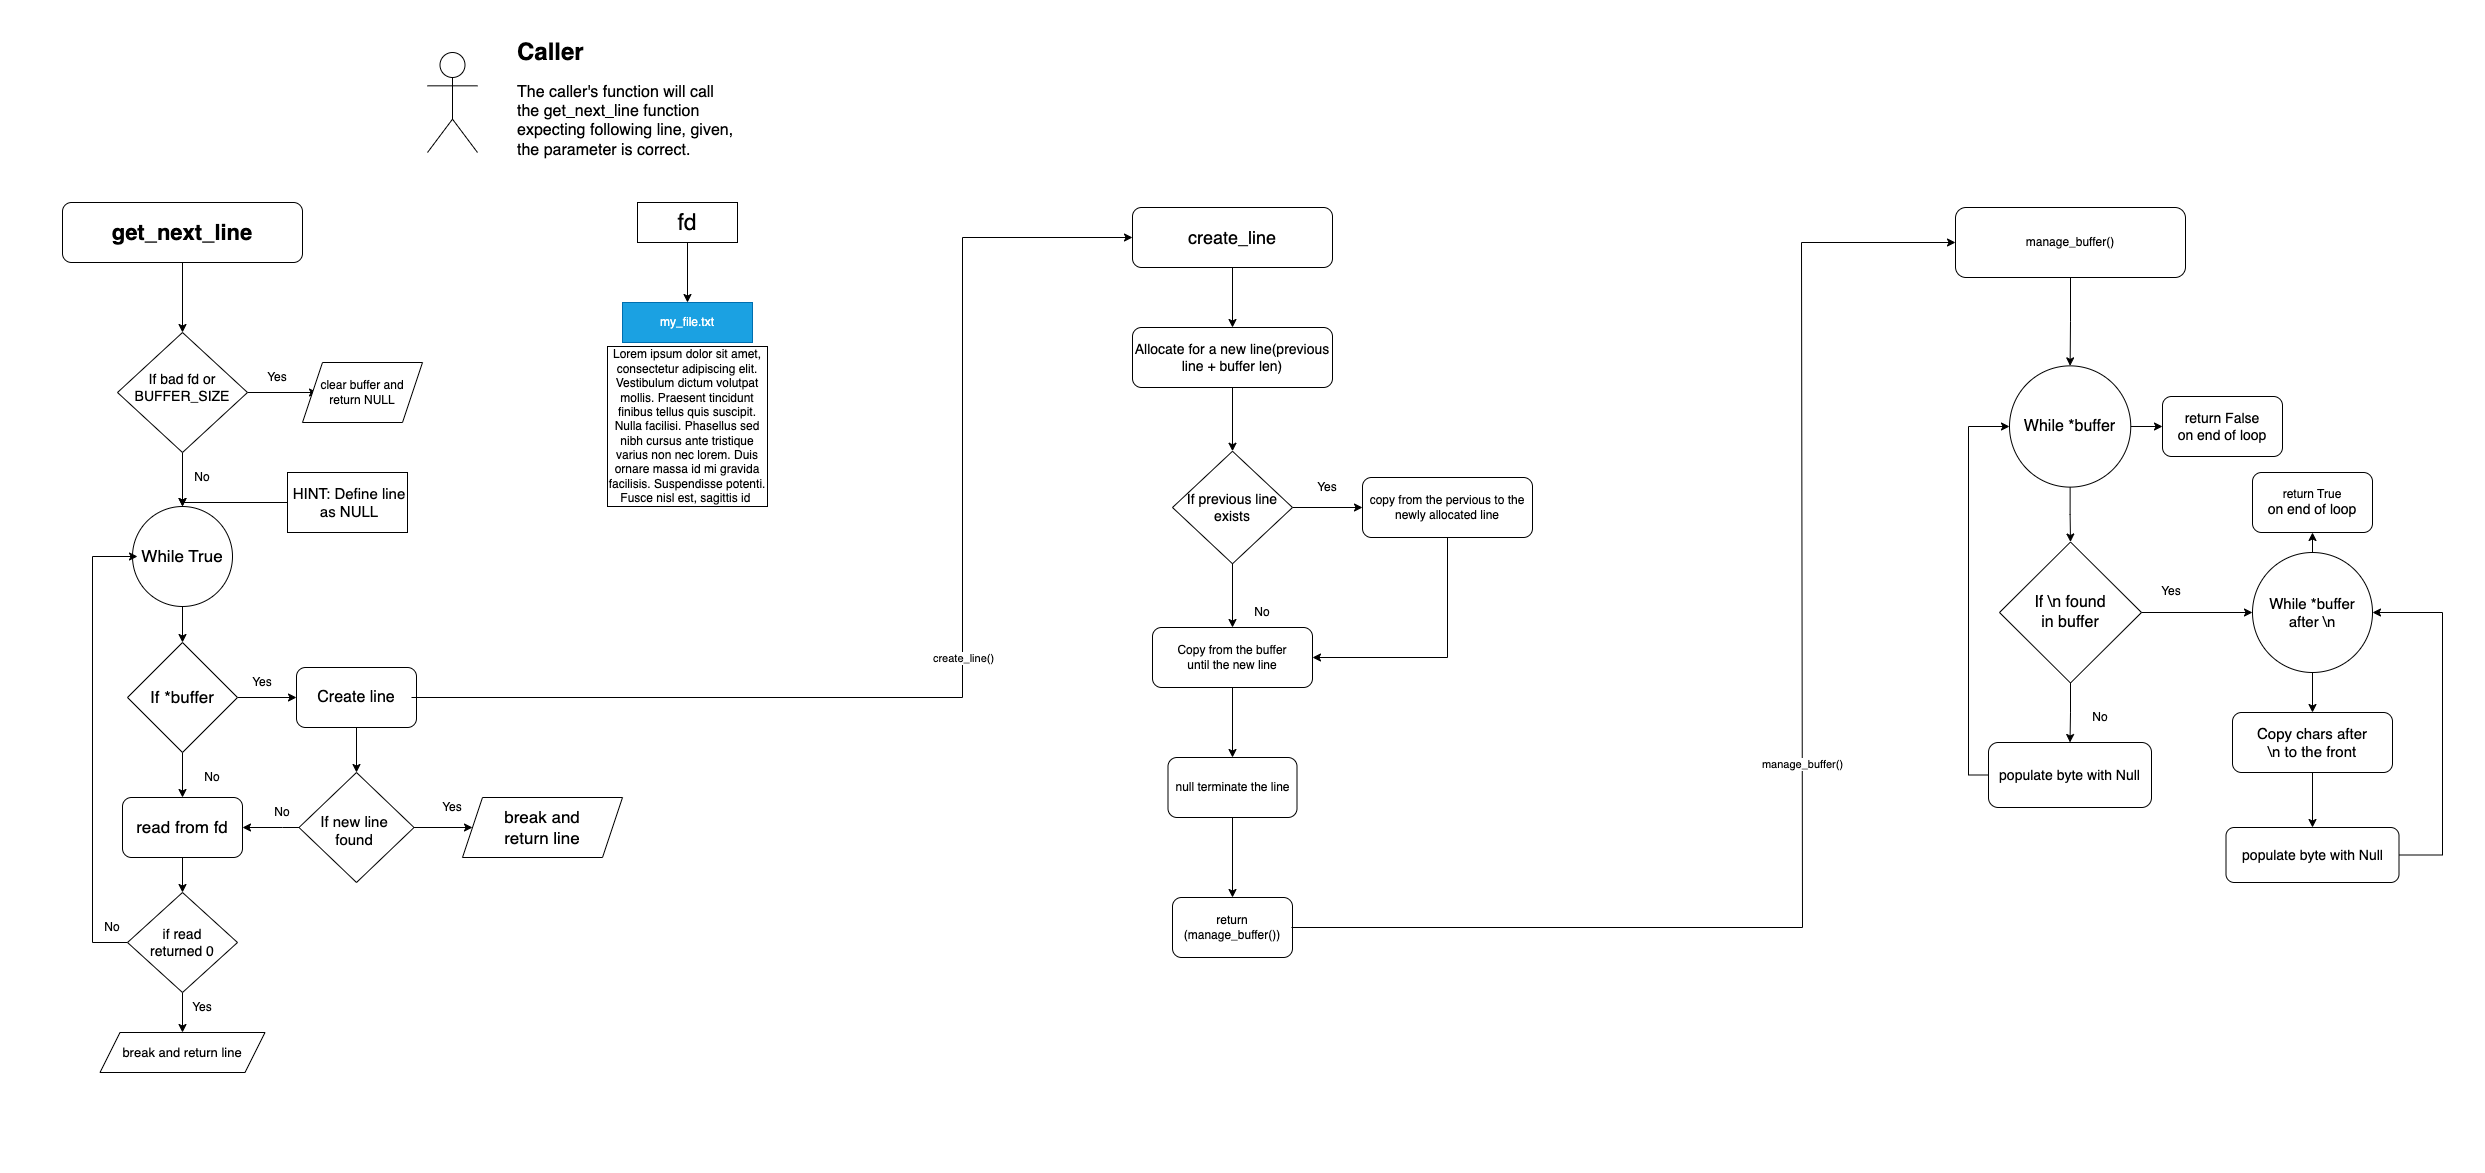 Caller
The caller's function will call
the get_next_line function
expecting following line, given,
the parameter is correct.
get_next_line
If bad fd or
BUFFER_SIZE
Yes
clear buffer and
return NULL
No
HINT: Define line
as NULL
While True
If *buffer
Yes
Create line
No
read from fd
No
If new line
found
Yes
break and
return line
if read
returned 0
No
Yes
break and return line
fd
my_file.txt
Lorem ipsum dolor sit amet,
consectetur adipiscing elit.
Vestibulum dictum volutpat
mollis. Praesent tincidunt
finibus tellus quis suscipit.
Nulla facilisi. Phasellus sed
nibh cursus ante tristique
varius non nec lorem. Duis
ornare massa id mi gravida
facilisis. Suspendisse potenti.
Fusce nisl est, sagittis id
create_line()
create_line
Allocate for a new line(previous
line + buffer len)
If previous line
exists
Yes
copy from the pervious to the
newly allocated line
No
Copy from the buffer
until the new line
null terminate the line
return
(manage_buffer())
manage_buffer()
manage_buffer()
While *buffer
return False
on end of loop
If \n found
in buffer
Yes
return True
on end of loop
While *buffer
after \n
No
populate byte with Null
Copy chars after
\n to the front
populate byte with Null